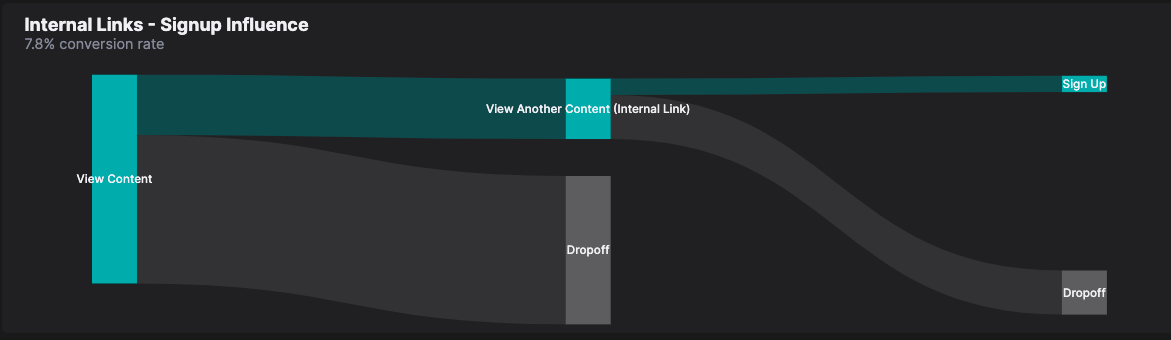 Internal Links - Signup Influence
7.8% conversion rate
Sign Up
View Another Content (Internal Link)
View Content
Dropoff
Dropoff